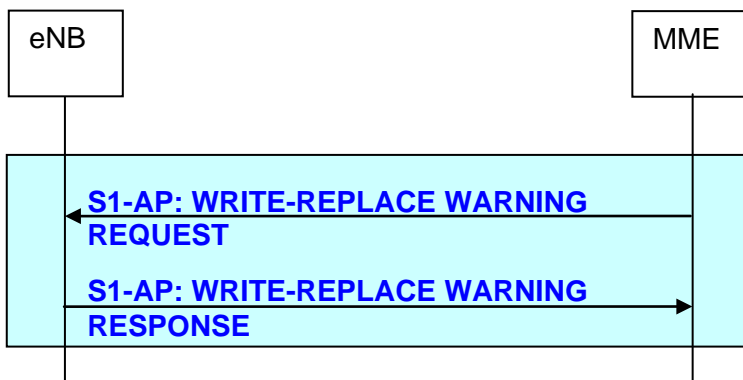 eNB
MME
S1-AP: WRITE-REPLACE WARNING
REQUEST
S1-AP: WRITE-REPLACE WARNING
RESPONSE